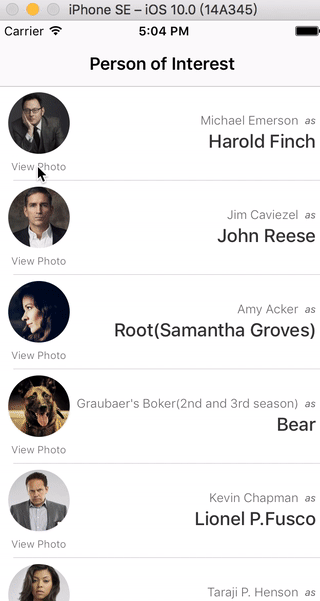 iPhone SE – iOS 10.0 (14A345)
Carrier 5:04 PM
Person of Interest
Michael Emerson as
Harold Finch
View Photo
Jim Caviezel as
John Reese
View Photo
Amy Acker as
Root(Samantha Groves)
View Photo
Graubaer's Boker(2nd and 3rd season) as
Bear
View Photo
Kevin Chapman as
Lionel P.Fusco
View Photo
Taraji P. Henson as